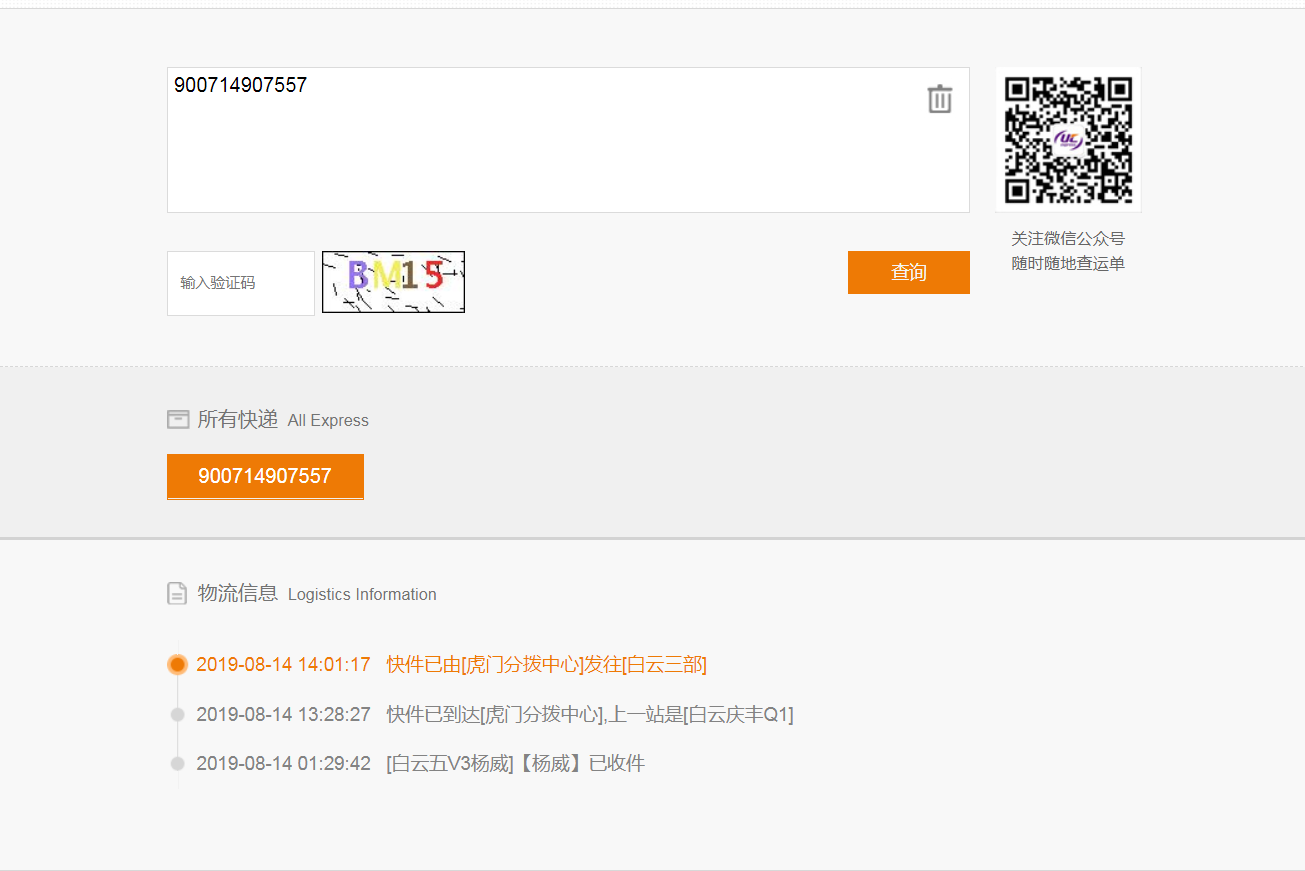 900714907557
UC
关注微信公众号
随时随地查运单
输入验证码
BM15
查询
所有快递 All Express
900714907557
物流信息 Logistics Information
2019-08-14 14:01:17 快件已由[虎门分拨中心]发往[白云三部]
2019-08-14 13:28:27 快件已到达[虎门分拨中心],上一站是[白云庆丰Q1]
2019-08-14 01:29:42 [白云五V3杨威]【杨威】已收件